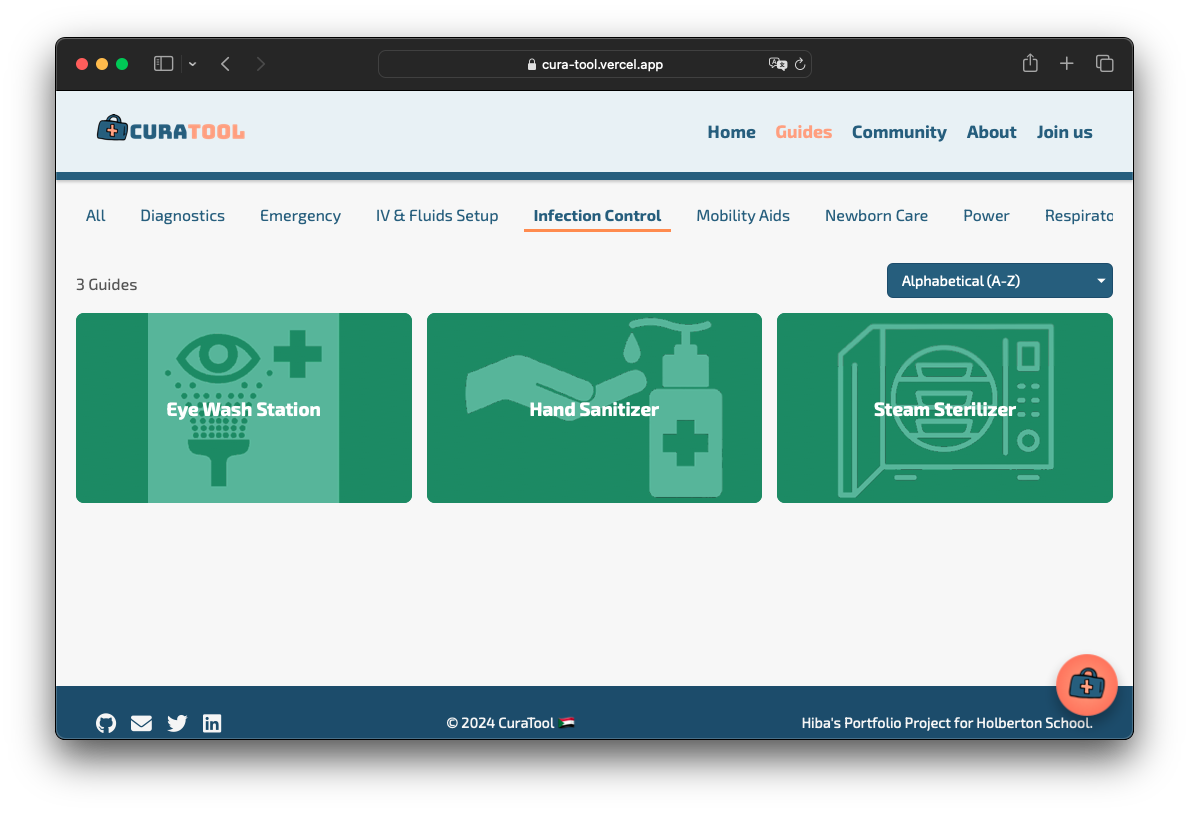 cura-tool.vercel.app
CURATOOL
Home Guides Community About Join us
All Diagnostics Emergency IV & Fluids Setup Infection Control Mobility Aids Newborn Care Power Respirato
3 Guides
Alphabetical (A-Z)
Eye Wash Station Hand Sanitizer Steam Sterilizer
© 2024 CuraTool 🇸🇩 Hiba's Portfolio Project for Holberton School.